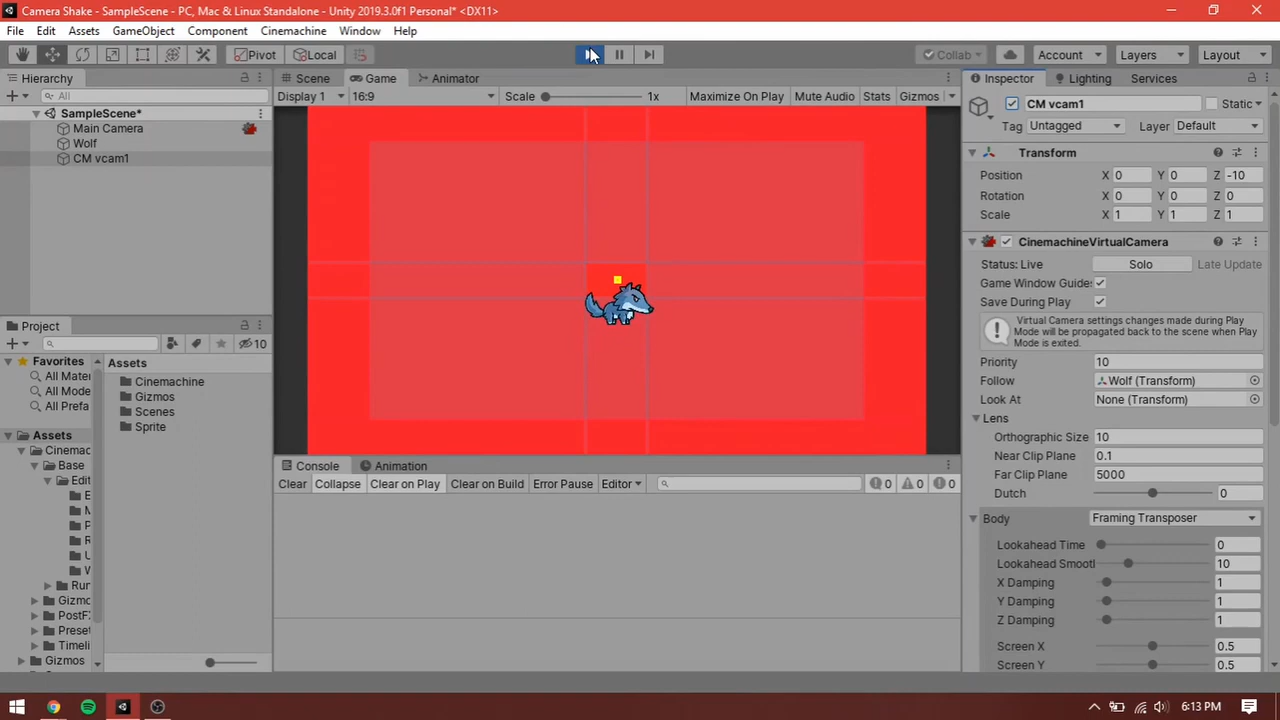 Camera Shake - SampleScene - PC, Mac & Linux Standalone - Unity 2019.3.0f1 Personal* <DX11>
File Edit Assets GameObject Component Cinemachine Window Help
Pivot Local Collab Account Layers Layout
Hierarchy
All
SampleScene*
Main Camera
Wolf
CM vcam1
Scene Game Animator
Display 1 16:9 Scale 1x Maximize On Play Mute Audio Stats Gizmos
Project
10
Favorites
All Mate
All Mode
All Prefa
Assets
Cinemac
Base
Edit
E
M
P
R
U
W
Run
Gizmo
PostFX
Preset
Timeli
Gizmos
Assets
Cinemachine
Gizmos
Scenes
Sprite
Console Animation
Clear Collapse Clear on Play Clear on Build Error Pause Editor 0 0 0
Inspector Lighting Services
CM vcam1 Static
Tag Untagged Layer Default
Transform
Position X 0 Y 0 Z -10
Rotation X 0 Y 0 Z 0
Scale X 1 Y 1 Z 1
CinemachineVirtualCamera
Status: Live Solo Late Update
Game Window Guides
Save During Play
Virtual Camera settings changes made during Play
Mode will be propagated back to the scene when Play
Mode is exited.
Priority 10
Follow Wolf (Transform)
Look At None (Transform)
Lens
Orthographic Size 10
Near Clip Plane 0.1
Far Clip Plane 5000
Dutch 0
Body Framing Transposer
Lookahead Time 0
Lookahead Smootl 10
X Damping 1
Y Damping 1
Z Damping 1
Screen X 0.5
Screen Y 0.5
6:13 PM